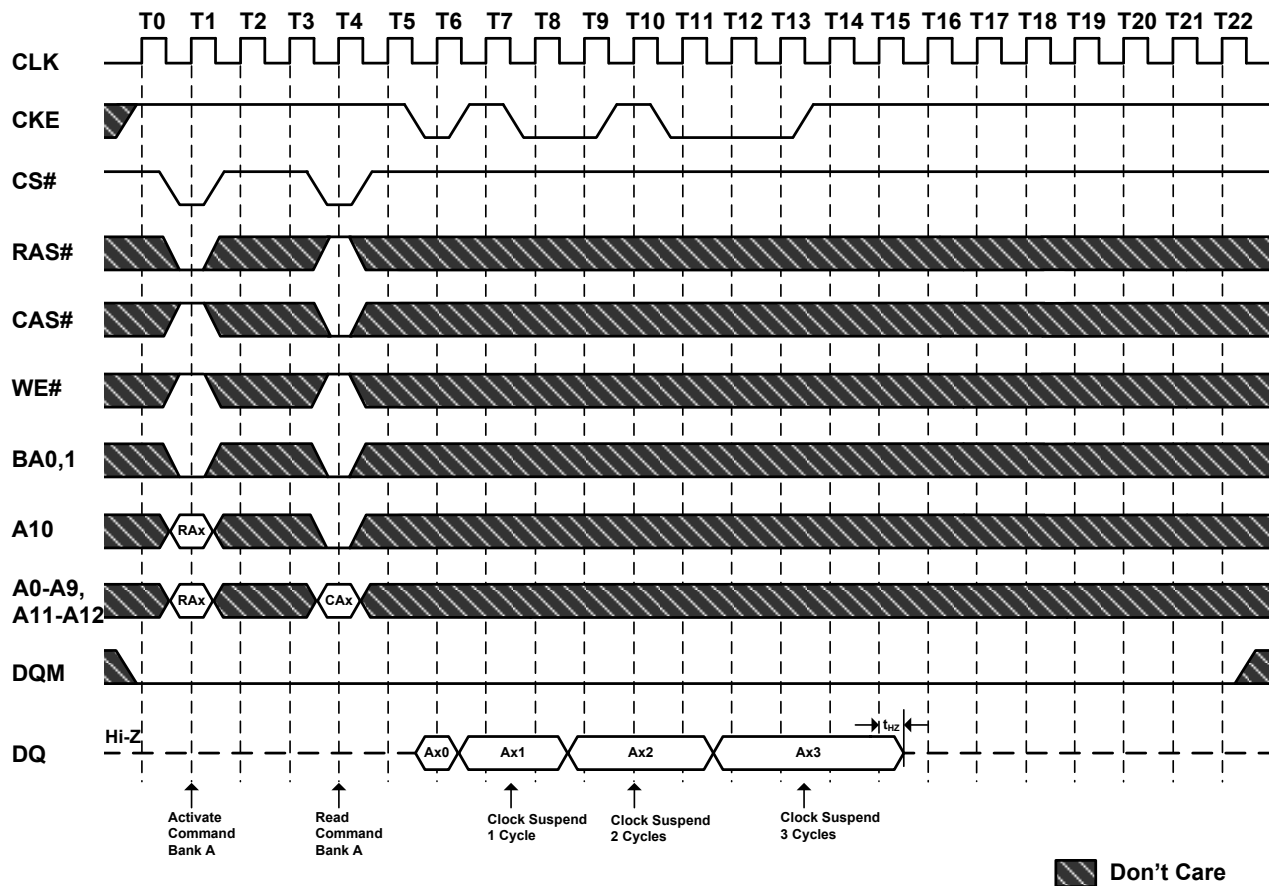 T0 T1 T2 T3 T4 T5 T6 T7 T8 T9 T10 T11 T12 T13 T14 T15 T16 T17 T18 T19 T20 T21 T22
CLK
CKE
CS#
RAS#
CAS#
WE#
BA0,1
A10
RAx
A0-A9,
A11-A12
RAx CAx
DQM
tHZ
Hi-Z
DQ
Ax0 Ax1 Ax2 Ax3
Activate
Command
Bank A
Read
Command
Bank A
Clock Suspend
1 Cycle
Clock Suspend
2 Cycles
Clock Suspend
3 Cycles
Don't Care